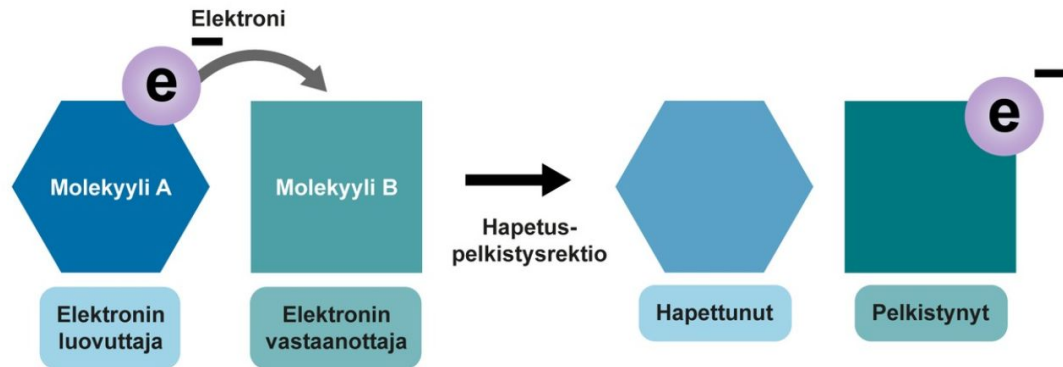 Elektroni
e
e
Molekyyli A
Molekyyli B
Hapetus-
pelkistysrektio
Elektronin
luovuttaja
Elektronin
vastaanottaja
Hapettunut
Pelkistynyt